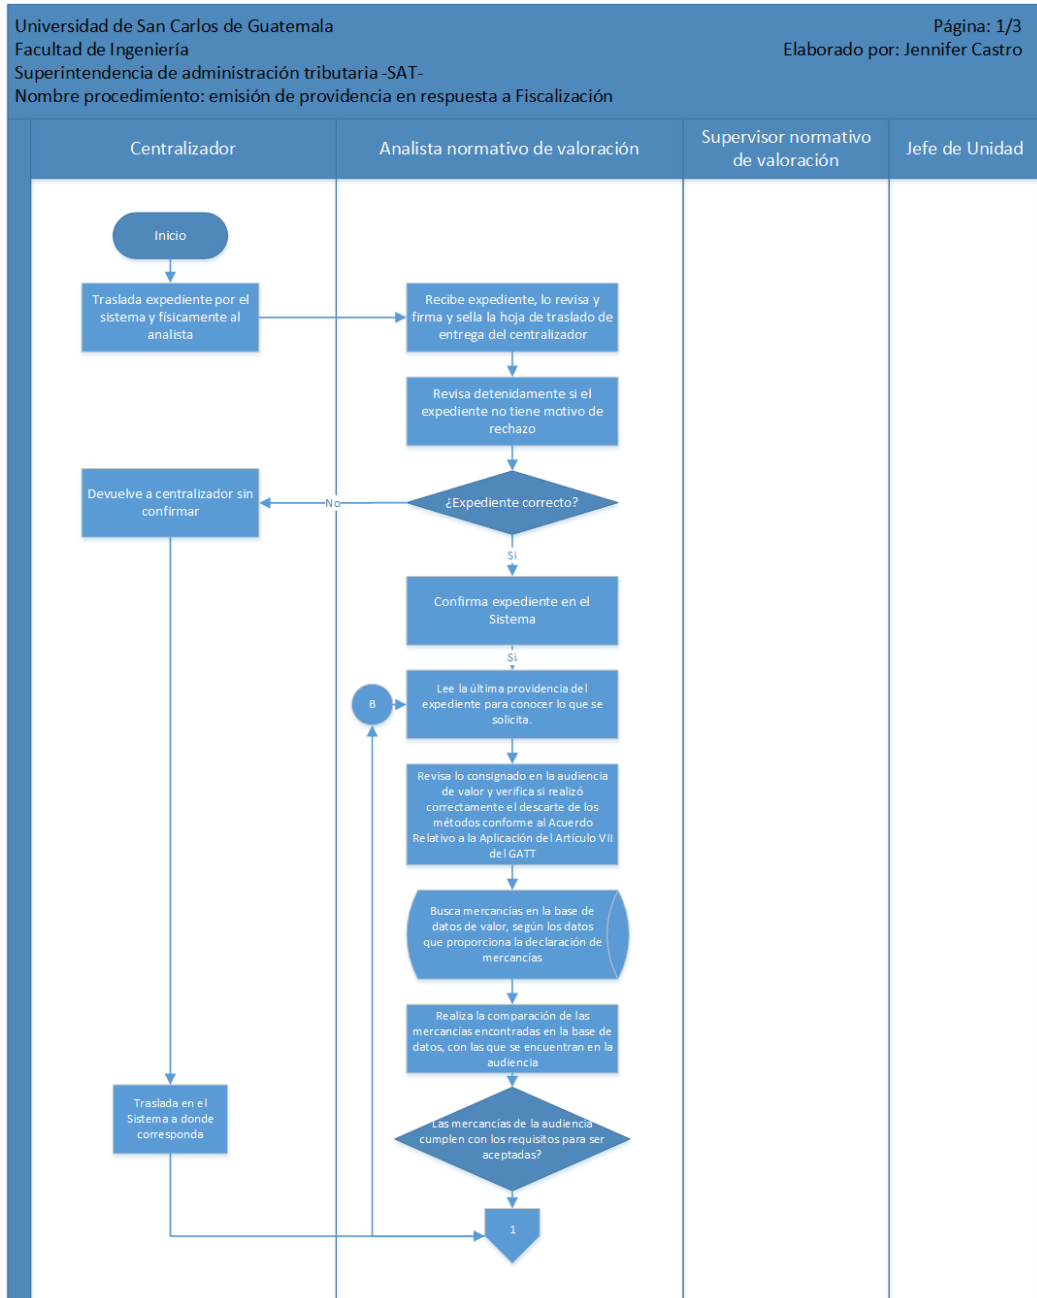 Universidad de San Carlos de Guatemala
Página: 1/3
Facultad de Ingeniería
Elaborado por: Jennifer Castro
Superintendencia de administración tributaria -SAT-
Nombre procedimiento: emisión de providencia en respuesta a Fiscalización
Centralizador
Analista normativo de valoración
Supervisor normativo
de valoración
Jefe de Unidad
Inicio
Traslada expediente por el
sistema y físicamente al
analista
Recibe expediente, lo revisa y
firma y sella la hoja de traslado de
entrega del centralizador
Revisa detenidamente si el
expediente no tiene motivo de
rechazo
¿Expediente correcto?
No
Devuelve a centralizador sin
confirmar
Si
Confirma expediente en el
Sistema
Si
B
Lee la última providencia del
expediente para conocer lo que se
solicita.
Revisa lo consignado en la audiencia
de valor y verifica si realizó
correctamente el descarte de los
métodos conforme al Acuerdo
Relativo a la Aplicación del Artículo VII
del GATT
Busca mercancías en la base de
datos de valor, según los datos
que proporciona la declaración de
mercancías
Realiza la comparación de las
mercancías encontradas en la base de
datos, con las que se encuentran en la
audiencia
Traslada en el
Sistema a donde
corresponda
Las mercancías de la audiencia
cumplen con los requisitos para ser
aceptadas?
1